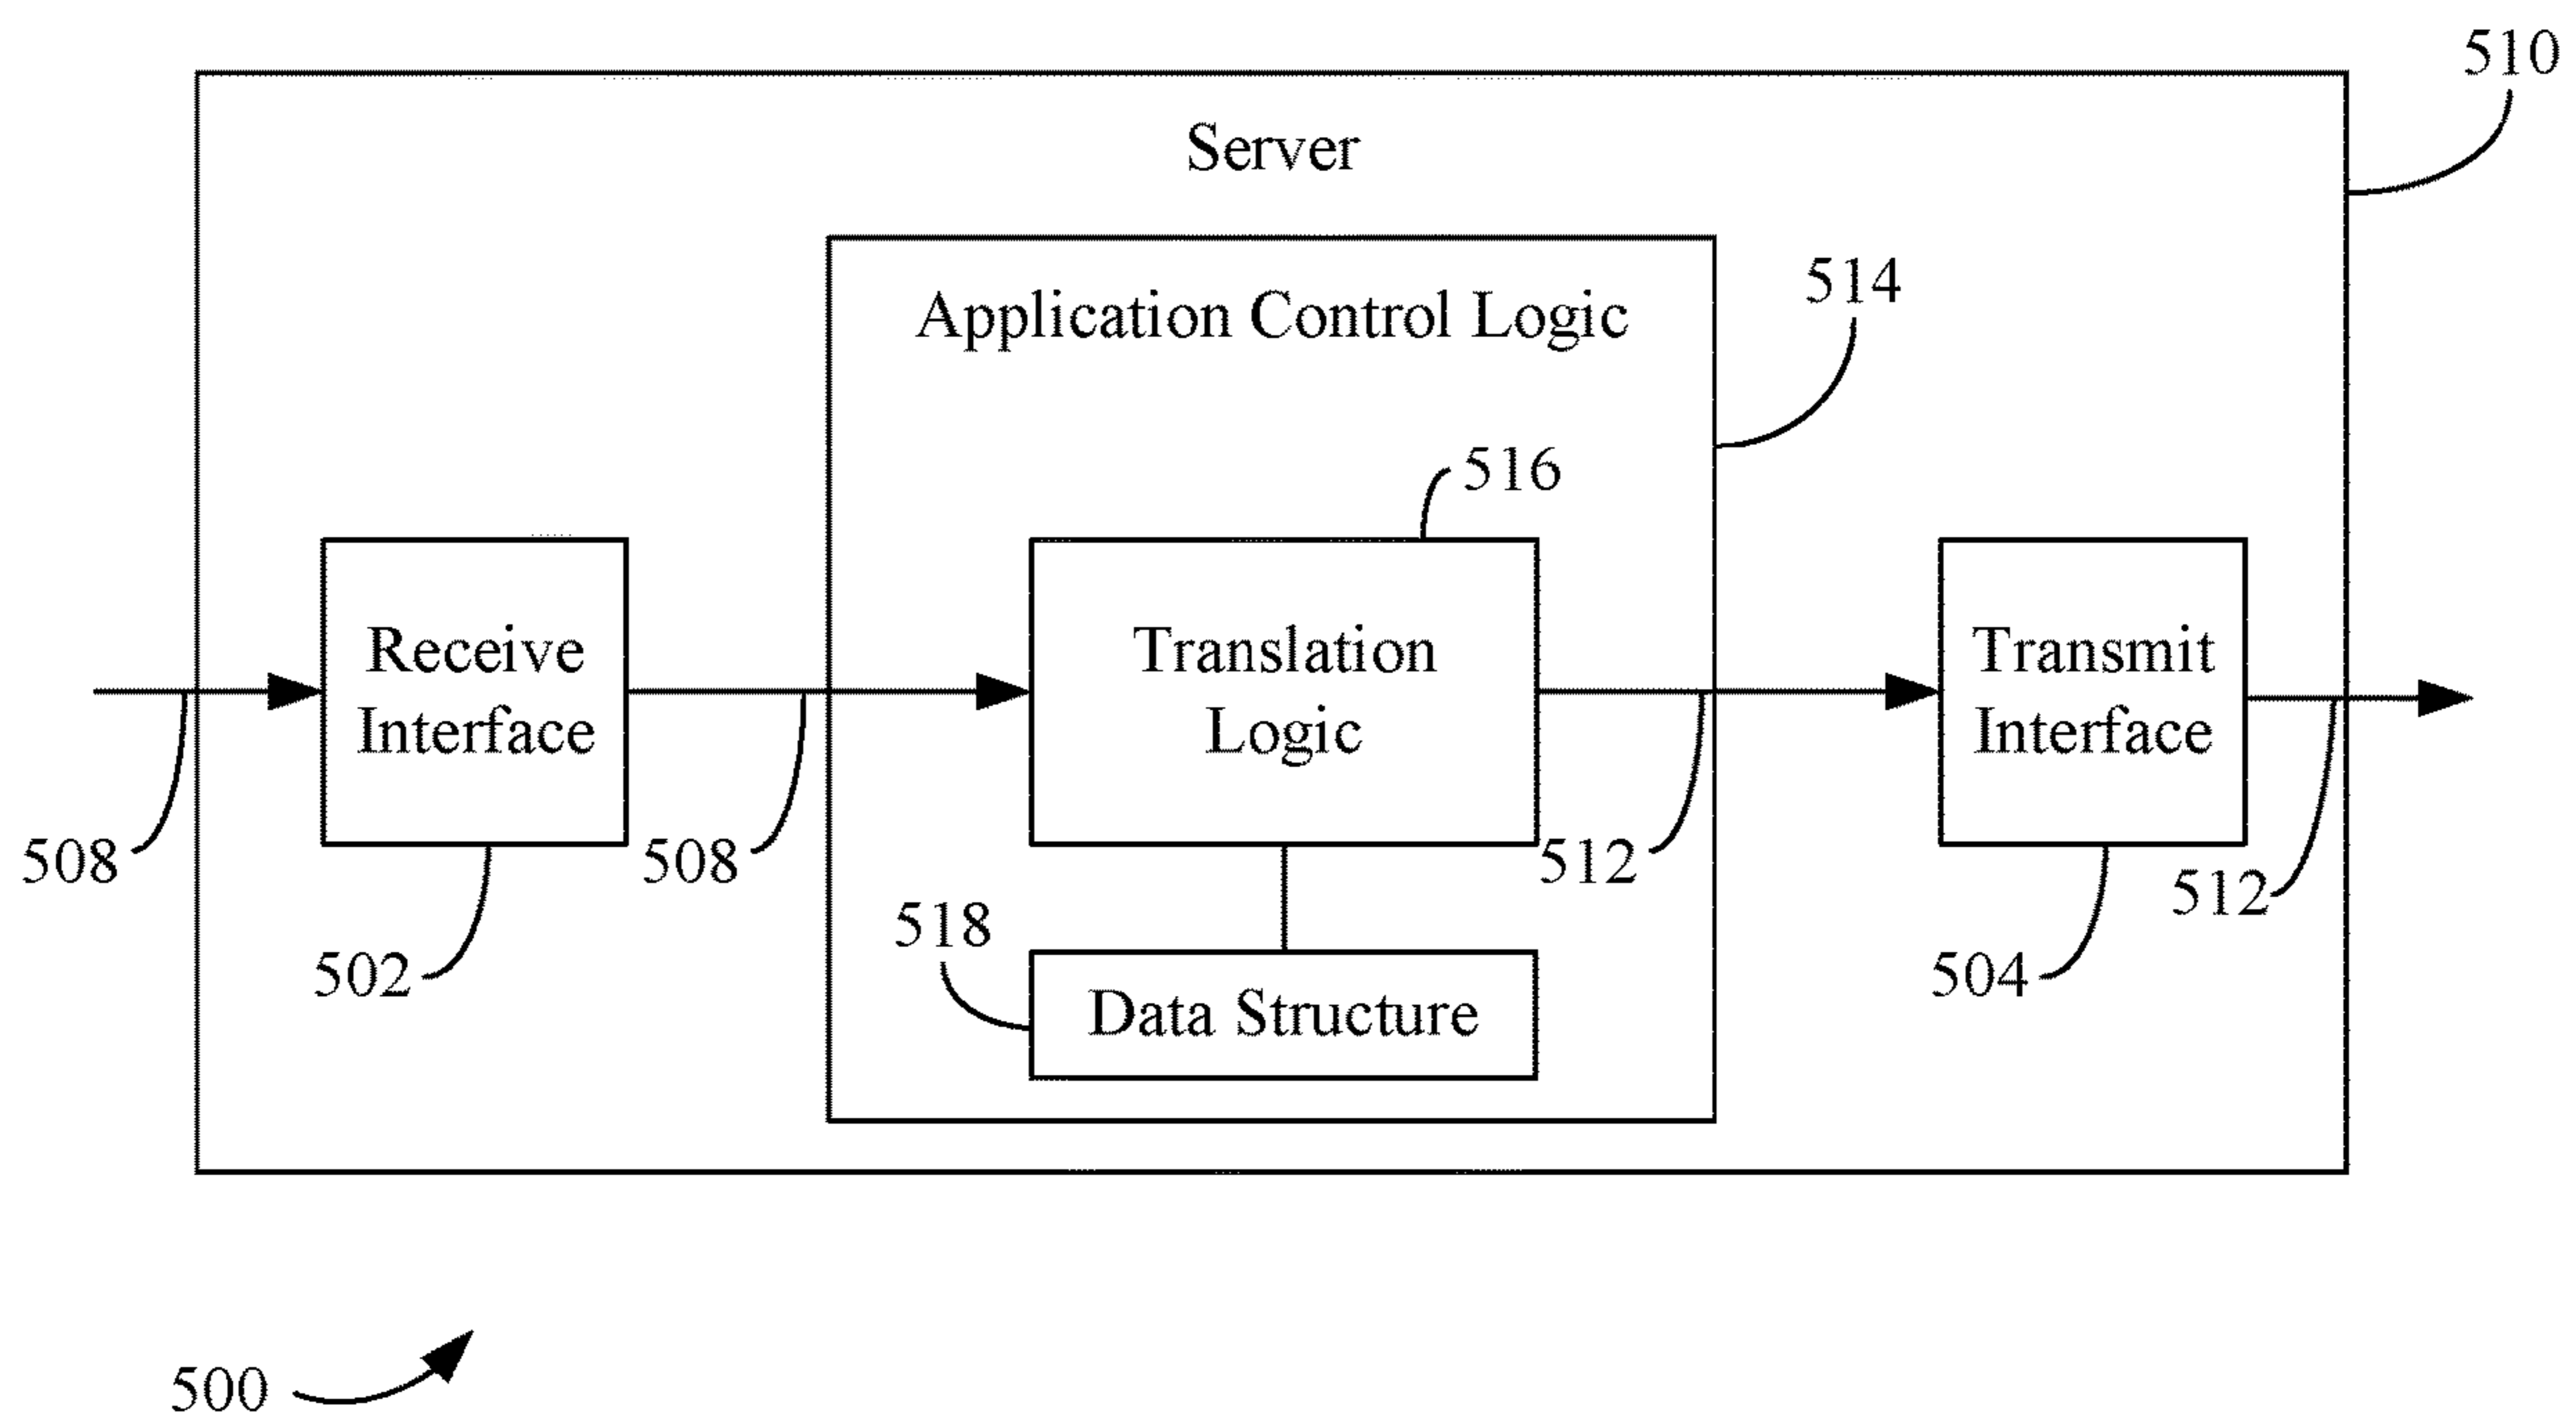 510
Server
514
Application Control Logic
516
Receive
Interface
Translation
Logic
Transmit
Interface
508
508
512
512
518
502
504
Data Structure
500